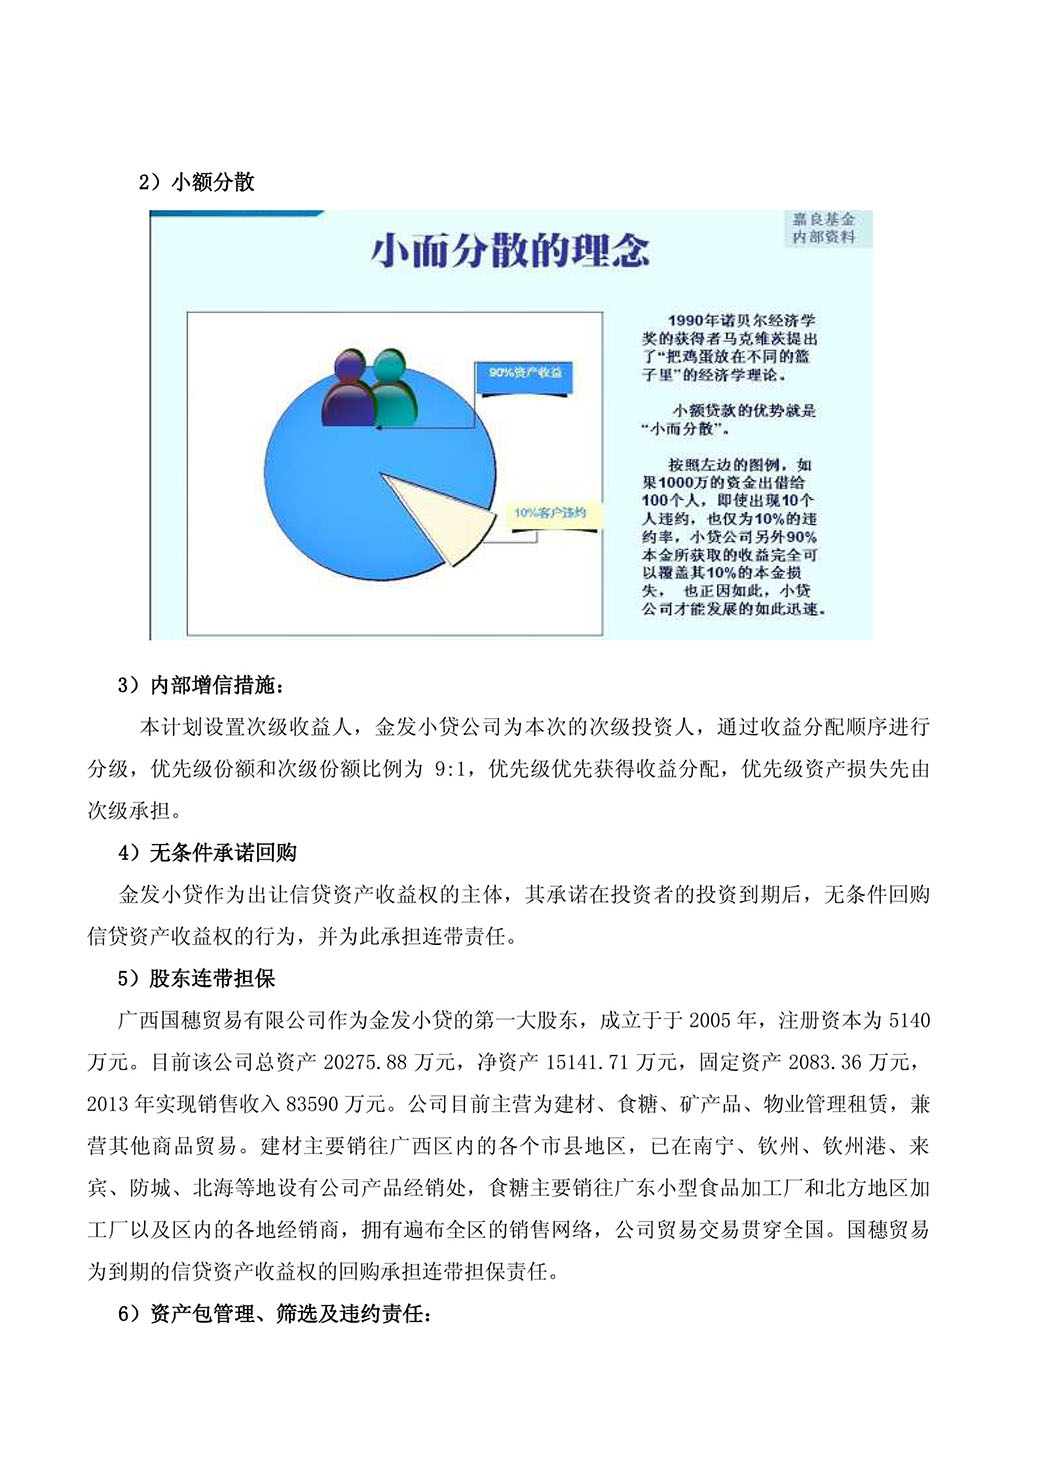 2）小额分散
嘉良基金
内部资料
小而分散的理念
90%资产收益
10%客户违约
1990年诺贝尔经济学
奖的获得者马克维茨提出
了“把鸡蛋放在不同的篮
子里”的经济学理论。
小额贷款的优势就是
“小而分散”。
按照左边的图例，如
果1000万的资金出借给
100个人，即使出现10个
人违约，也仅为10%的违
约率，小贷公司另外90%
本金所获取的收益完全可
以覆盖其10%的本金损
失， 也正因如此，小贷
公司才能发展的如此迅速。
3）内部增信措施：
本计划设置次级收益人，金发小贷公司为本次的次级投资人，通过收益分配顺序进行
分级，优先级份额和次级份额比例为 9:1，优先级优先获得收益分配，优先级资产损失先由
次级承担。
4）无条件承诺回购
金发小贷作为出让信贷资产收益权的主体，其承诺在投资者的投资到期后，无条件回购
信贷资产收益权的行为，并为此承担连带责任。
5）股东连带担保
广西国穗贸易有限公司作为金发小贷的第一大股东，成立于于 2005 年，注册资本为 5140
万元。目前该公司总资产 20275.88 万元，净资产 15141.71 万元，固定资产 2083.36 万元，
2013 年实现销售收入 83590 万元。公司目前主营为建材、食糖、矿产品、物业管理租赁，兼
营其他商品贸易。建材主要销往广西区内的各个市县地区，已在南宁、钦州、钦州港、来
宾、防城、北海等地设有公司产品经销处，食糖主要销往广东小型食品加工厂和北方地区加
工厂以及区内的各地经销商，拥有遍布全区的销售网络，公司贸易交易贯穿全国。国穗贸易
为到期的信贷资产收益权的回购承担连带担保责任。
6）资产包管理、筛选及违约责任：